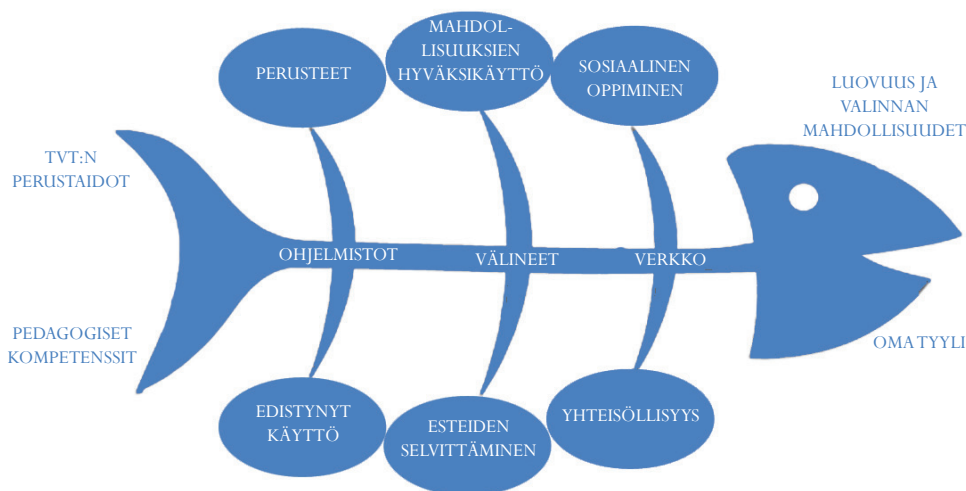 MAHDOL-
LISUUKSIEN
HYVÄKSIKÄYTTÖ
PERUSTEET
SOSIAALINEN
OPPIMINEN
LUOVUUS JA
VALINNAN
MAHDOLLISUUDET
TVT:N
PERUSTAIDOT
OHJELMISTOT
VÄLINEET
VERKKO
PEDAGOGISET
KOMPETENSSIT
OMA TYYLI
EDISTYNYT
KÄYTTÖ
ESTEIDEN
SELVITTÄMINEN
YHTEISÖLLISYYS